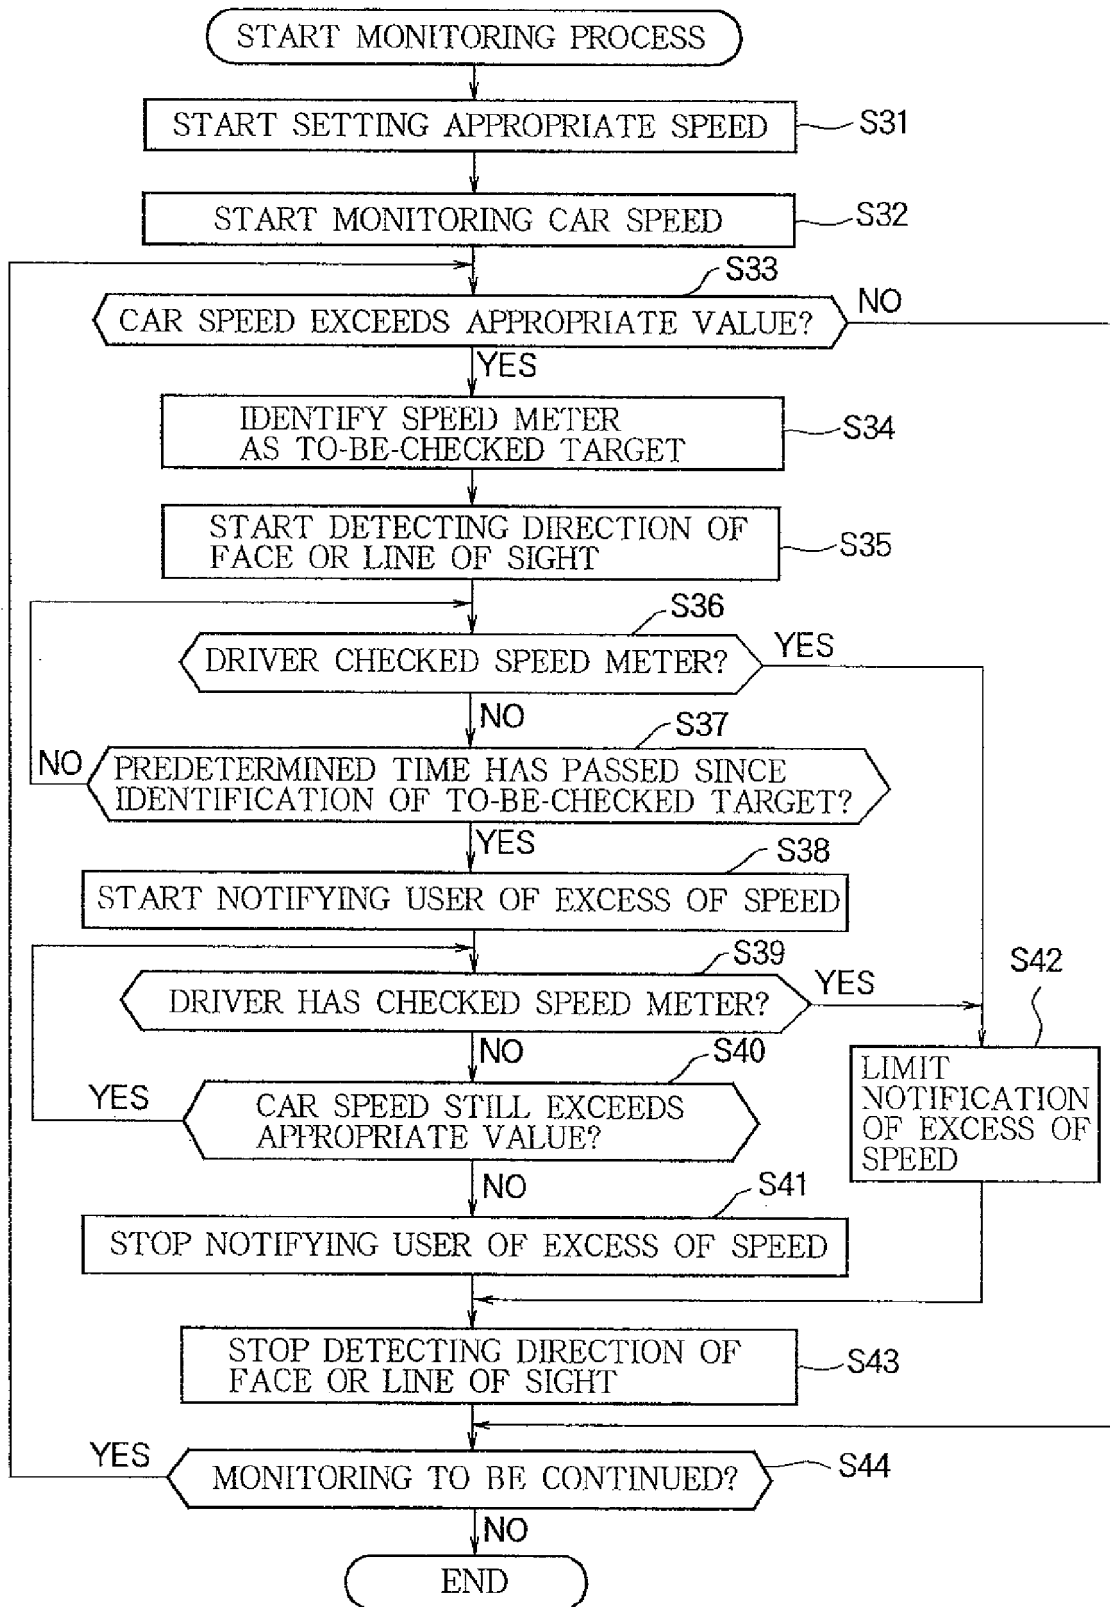 START MONITORING PROCESS
START SETTING APPROPRIATE SPEED
S31
START MONITORING CAR SPEED
S32
S33
CAR SPEED EXCEEDS APPROPRIATE VALUE?
NO
YES
IDENTIFY SPEED METER
AS TO-BE-CHECKED TARGET
S34
START DETECTING DIRECTION OF
FACE OR LINE OF SIGHT
S35
S36
DRIVER CHECKED SPEED METER?
YES
NO
S37
NO
PREDETERMINED TIME HAS PASSED SINCE
IDENTIFICATION OF TO-BE-CHECKED TARGET?
YES
S38
START NOTIFYING USER OF EXCESS OF SPEED
S39
DRIVER HAS CHECKED SPEED METER?
YES
S42
NO
S40
YES
CAR SPEED STILL EXCEEDS
APPROPRIATE VALUE?
LIMIT
NOTIFICATION
OF EXCESS OF
SPEED
NO
S41
STOP NOTIFYING USER OF EXCESS OF SPEED
STOP DETECTING DIRECTION OF
FACE OR LINE OF SIGHT
S43
YES
MONITORING TO BE CONTINUED?
S44
NO
END